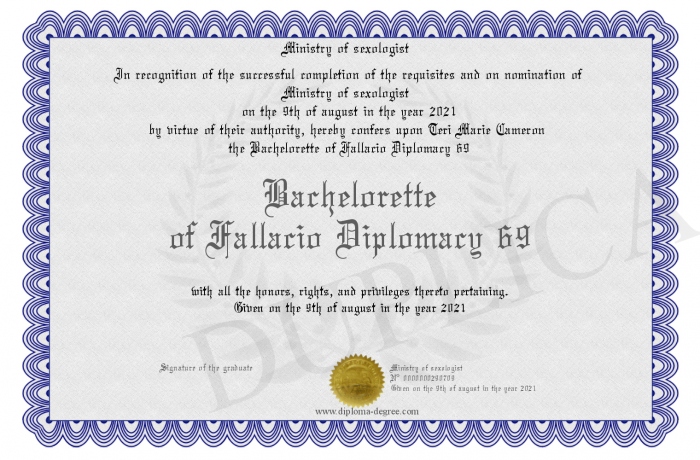 Ministry of sexologist
In recognition of the successful completion of the requisites and on nomination of
Ministry of sexologist
on the 9th of august in the year 2021
by virtue of their authority, hereby confers upon Teri Marie Cameron
the Bachelorette of Fallacio Diplomacy 69
Bachelorette
of Fallacio Diplomacy 69
with all the honors, rights, and privileges thereto pertaining.
Given on the 9th of august in the year 2021
DUPLICA
Signature of the graduate
Ministry of sexologist
Given on the 9th of august in the year 2021
www.diploma-degree.com